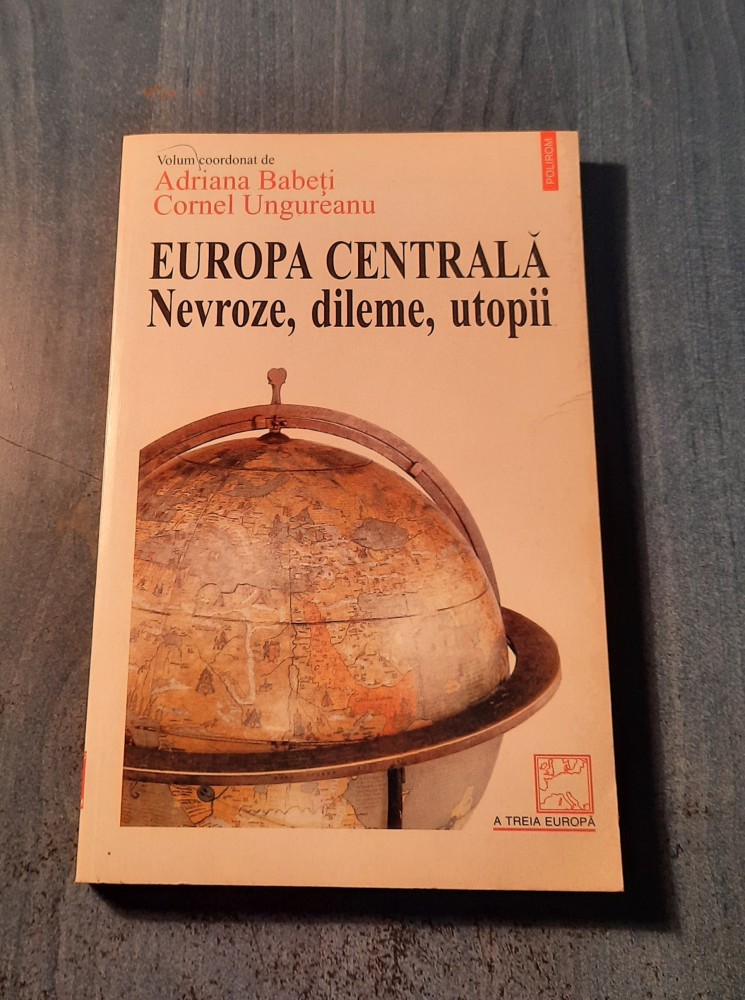 Volum coordonat de
Adriana Babeți
Cornel Ungureanu
POLIROM
EUROPA CENTRALĂ
Nevroze, dileme, utopii
A TREIA EUROPĂ